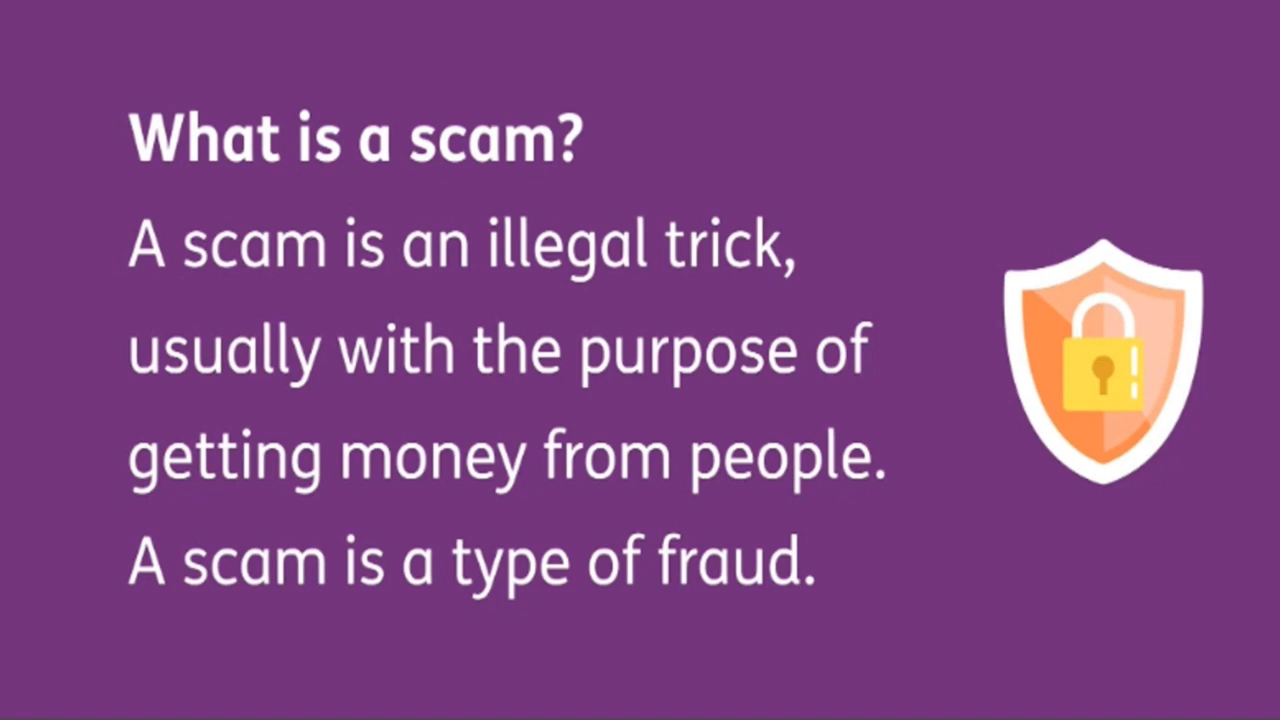 What is a scam?
A scam is an illegal trick,
usually with the purpose of
getting money from people.
A scam is a type of fraud.